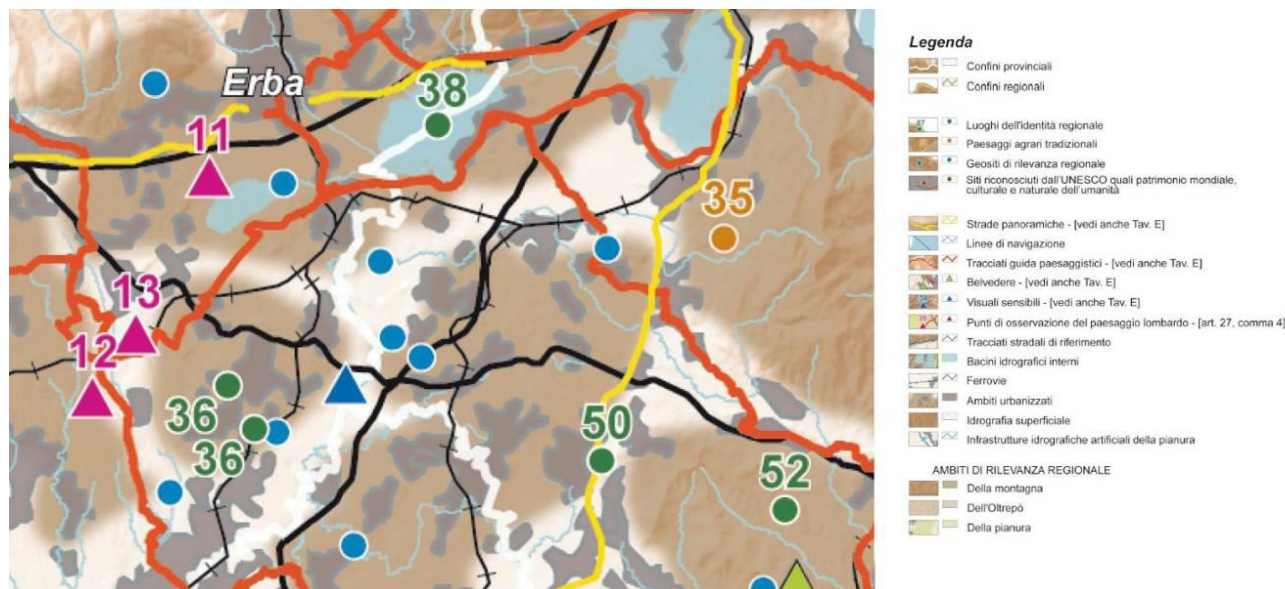 Erba
38
11
35
13
12
36
36
50
52
Legenda
Confini provinciali
Confini regionali
Luoghi dell'identità regionale
Paesaggi agrari tradizionali
Geositi di rilevanza regionale
Siti riconosciuti dall'UNESCO quali patrimonio mondiale,
culturale e naturale dell'umanità
Strade panoramiche - [vedi anche Tav. E]
Linee di navigazione
Tracciati guida paesaggistici - [vedi anche Tav. E]
Belvedere - [vedi anche Tav. E]
Visuali sensibili - [vedi anche Tav. E]
Punti di osservazione del paesaggio lombardo - [art. 27, comma 4]
Tracciati stradali di riferimento
Bacini idrografici interni
Ferrovie
Ambiti urbanizzati
Idrografia superficiale
Infrastrutture idrografiche artificiali della pianura
AMBITI DI RILEVANZA REGIONALE
Della montagna
Dell'Oltrepò
Della pianura